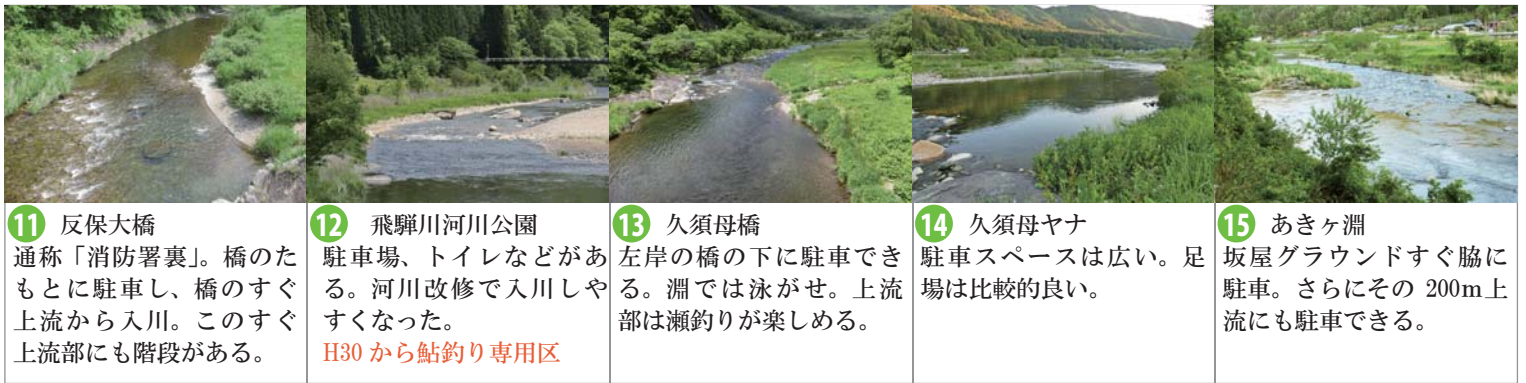 11 反保大橋
通称「消防署裏」。橋のた
もとに駐車し、橋のすぐ
上流から入川。このすぐ
上流部にも階段がある。
12 飛騨川河川公園
駐車場、トイレなどがあ
る。河川改修で入川しや
すくなった。
H30 から鮎釣り専用区
13 久須母橋
左岸の橋の下に駐車でき
る。淵では泳がせ。上流
部は瀬釣りが楽しめる。
14 久須母ヤナ
駐車スペースは広い。足
場は比較的良い。
15 あきヶ淵
坂屋グラウンドすぐ脇に
駐車。さらにその 200m上
流にも駐車できる。